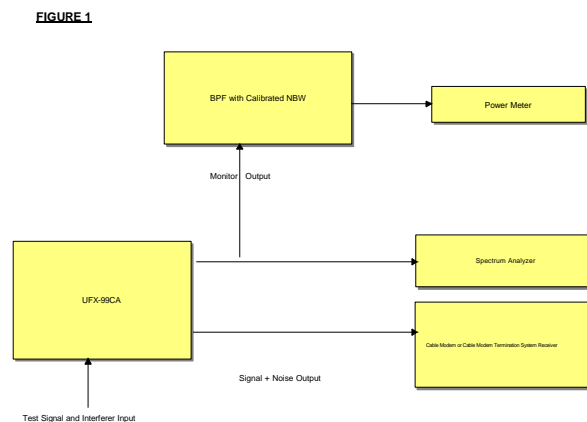 FIGURE 1
BPF with Calibrated NBW
Power Meter
Monitor Output
Spectrum Analyzer
UFX-99CA
Cable Modem or Cable Modem Termination System Receiver
Signal + Noise Output
Test Signal and Interferer Input